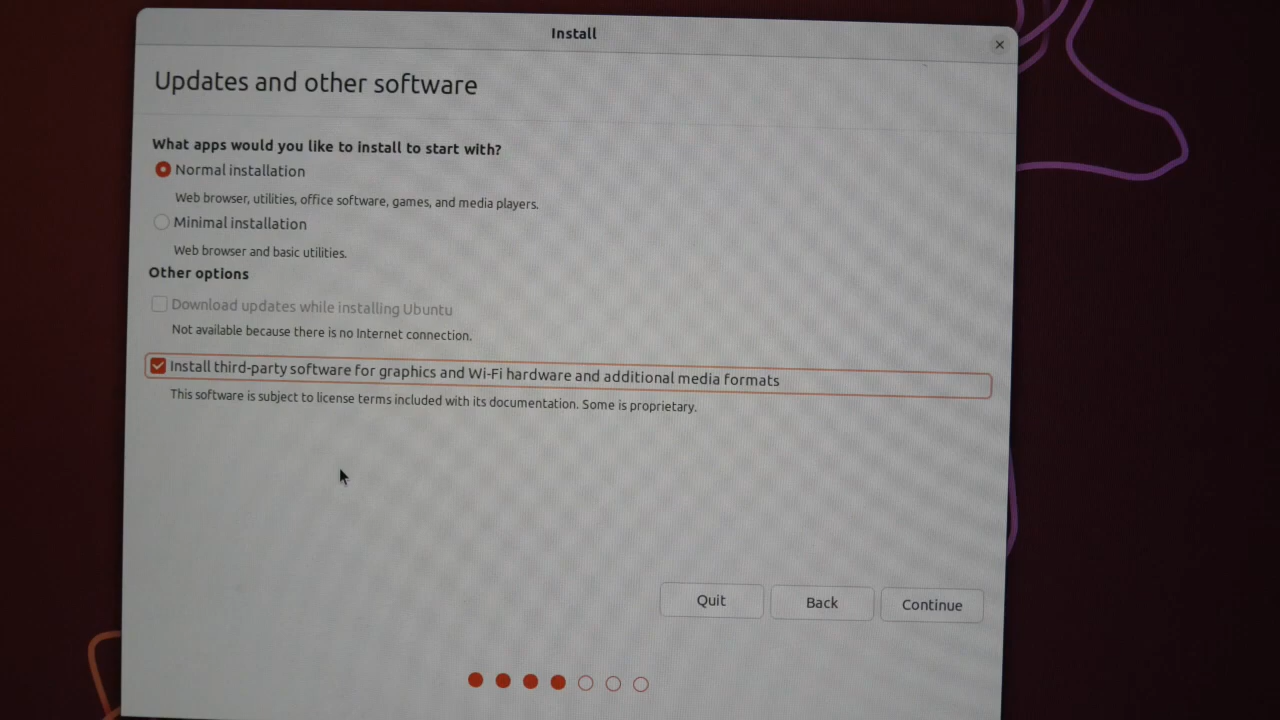 Install
Updates and other software
What apps would you like to install to start with?
Normal installation
Web browser, utilities, office software, games, and media players.
Minimal installation
Web browser and basic utilities.
Other options
Download updates while installing Ubuntu
Not available because there is no Internet connection.
Install third-party software for graphics and Wi-Fi hardware and additional media formats
This software is subject to license terms included with its documentation. Some is proprietary.
Quit Back Continue